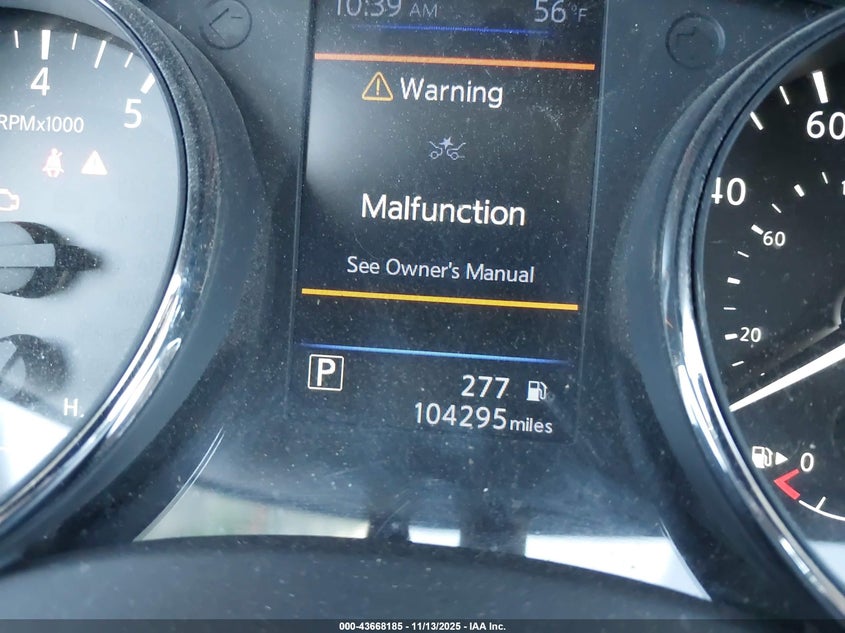 10:39 AM 56°F
4
5
RPMx1000
Warning
Malfunction
See Owner's Manual
P 277
104295 miles
H
60
40
60
20
0
000-43668185 - 11/13/2025 - IAA Inc.